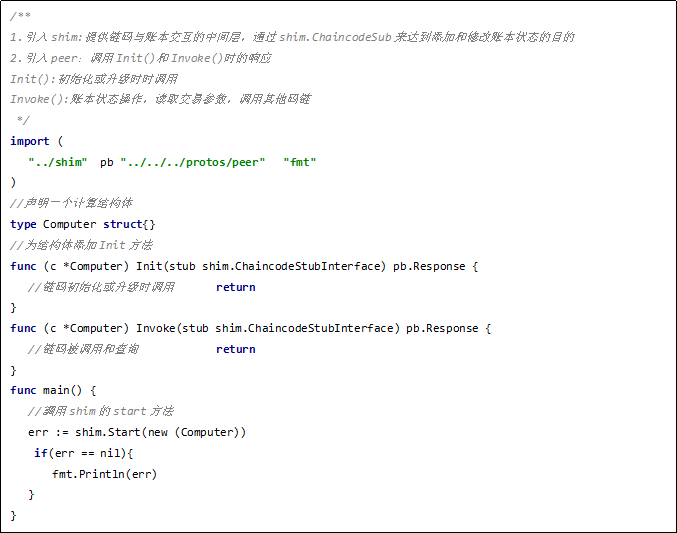 /**
1.引入shim:提供链码与账本交互的中间层，通过shim.ChaincodeSub来达到添加和修改账本状态的目的
2.引入peer：调用Init()和Invoke()时的响应
Init():初始化或升级时时调用
Invoke():账本状态操作，读取交易参数，调用其他码链
*/
import (
"../shim" pb "../../../protos/peer" "fmt"
)
//声明一个计算结构体
type Computer struct{}
//为结构体添加Init方法
func (c *Computer) Init(stub shim.ChaincodeStubInterface) pb.Response {
//链码初始化或升级时调用 return
}
func (c *Computer) Invoke(stub shim.ChaincodeStubInterface) pb.Response {
//链码被调用和查询 return
}
func main() {
//调用shim的start方法
err := shim.Start(new (Computer))
if(err == nil){
fmt.Println(err)
}
}